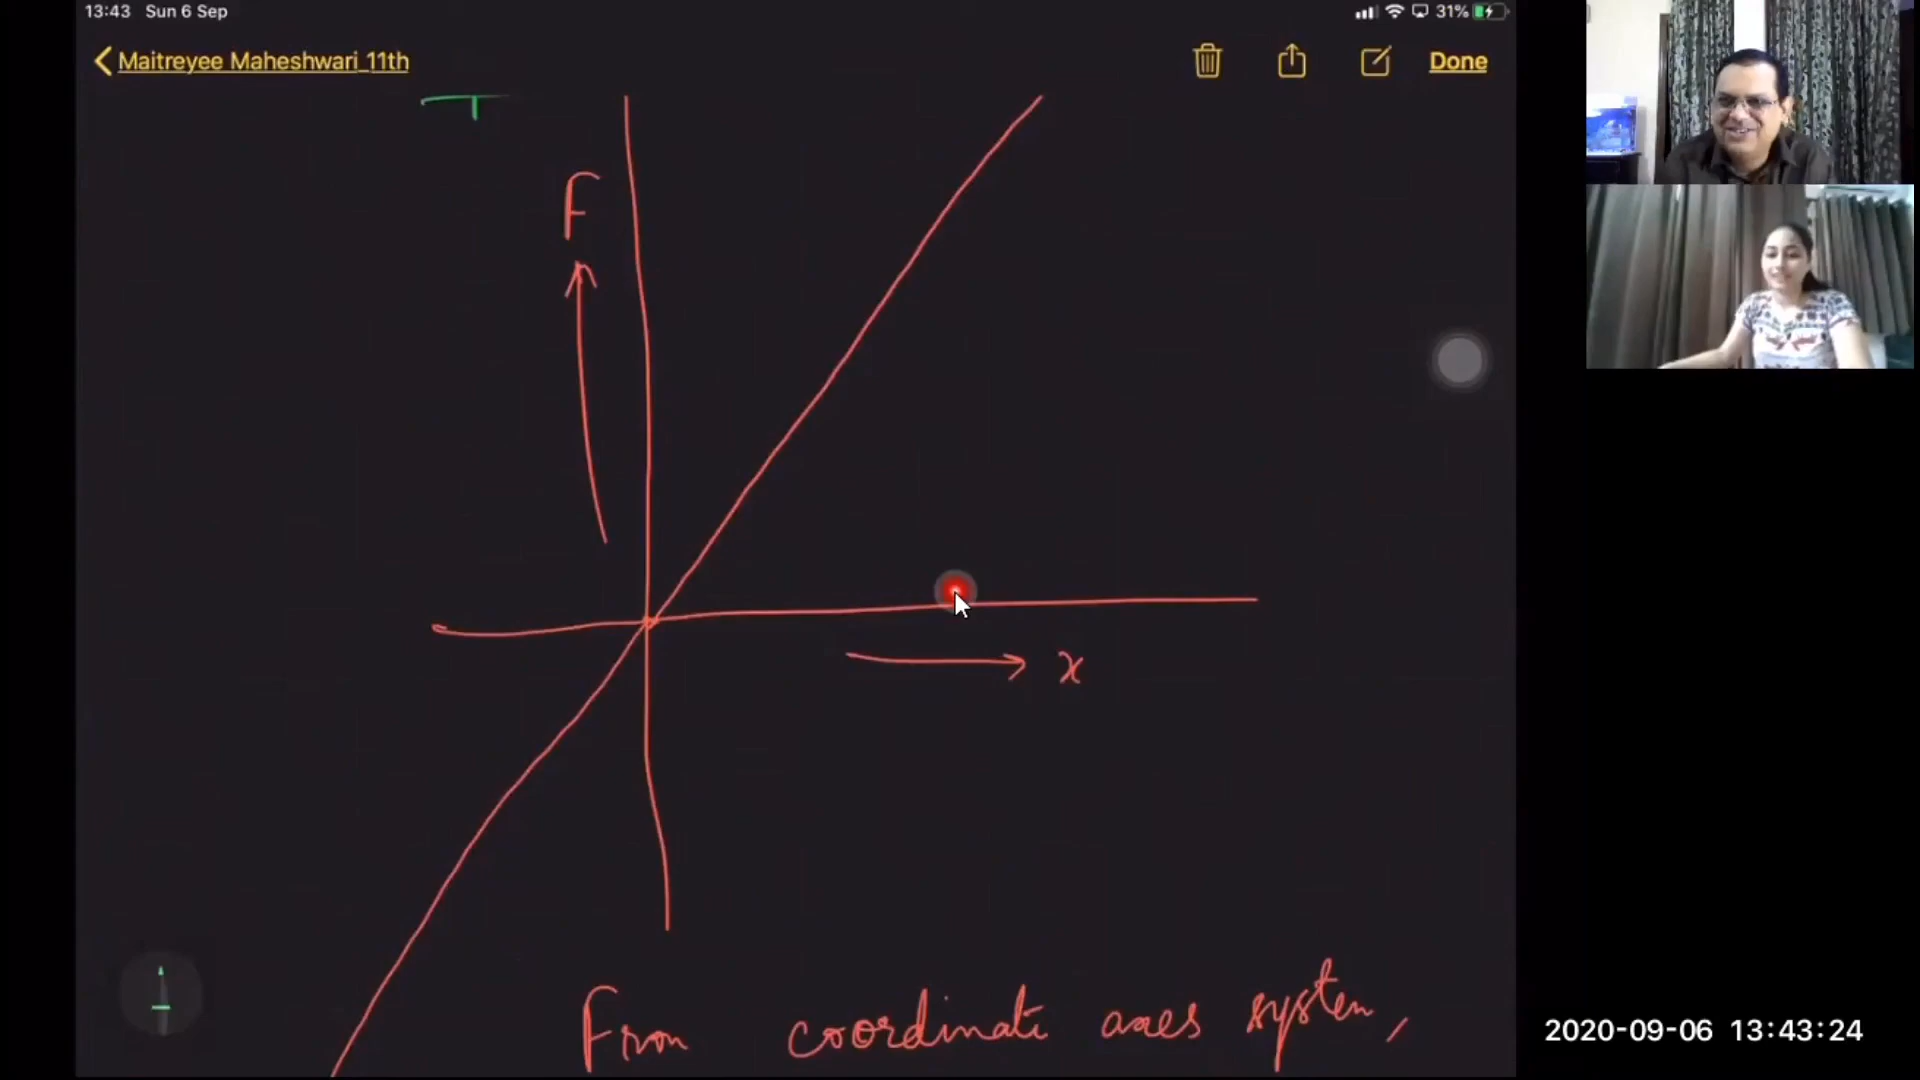 13:43 Sun 6 Sep
31%
Maitreyee Maheshwari_11th
Done
F
x
From coordinate axes system,
2020-09-06 13:43:24